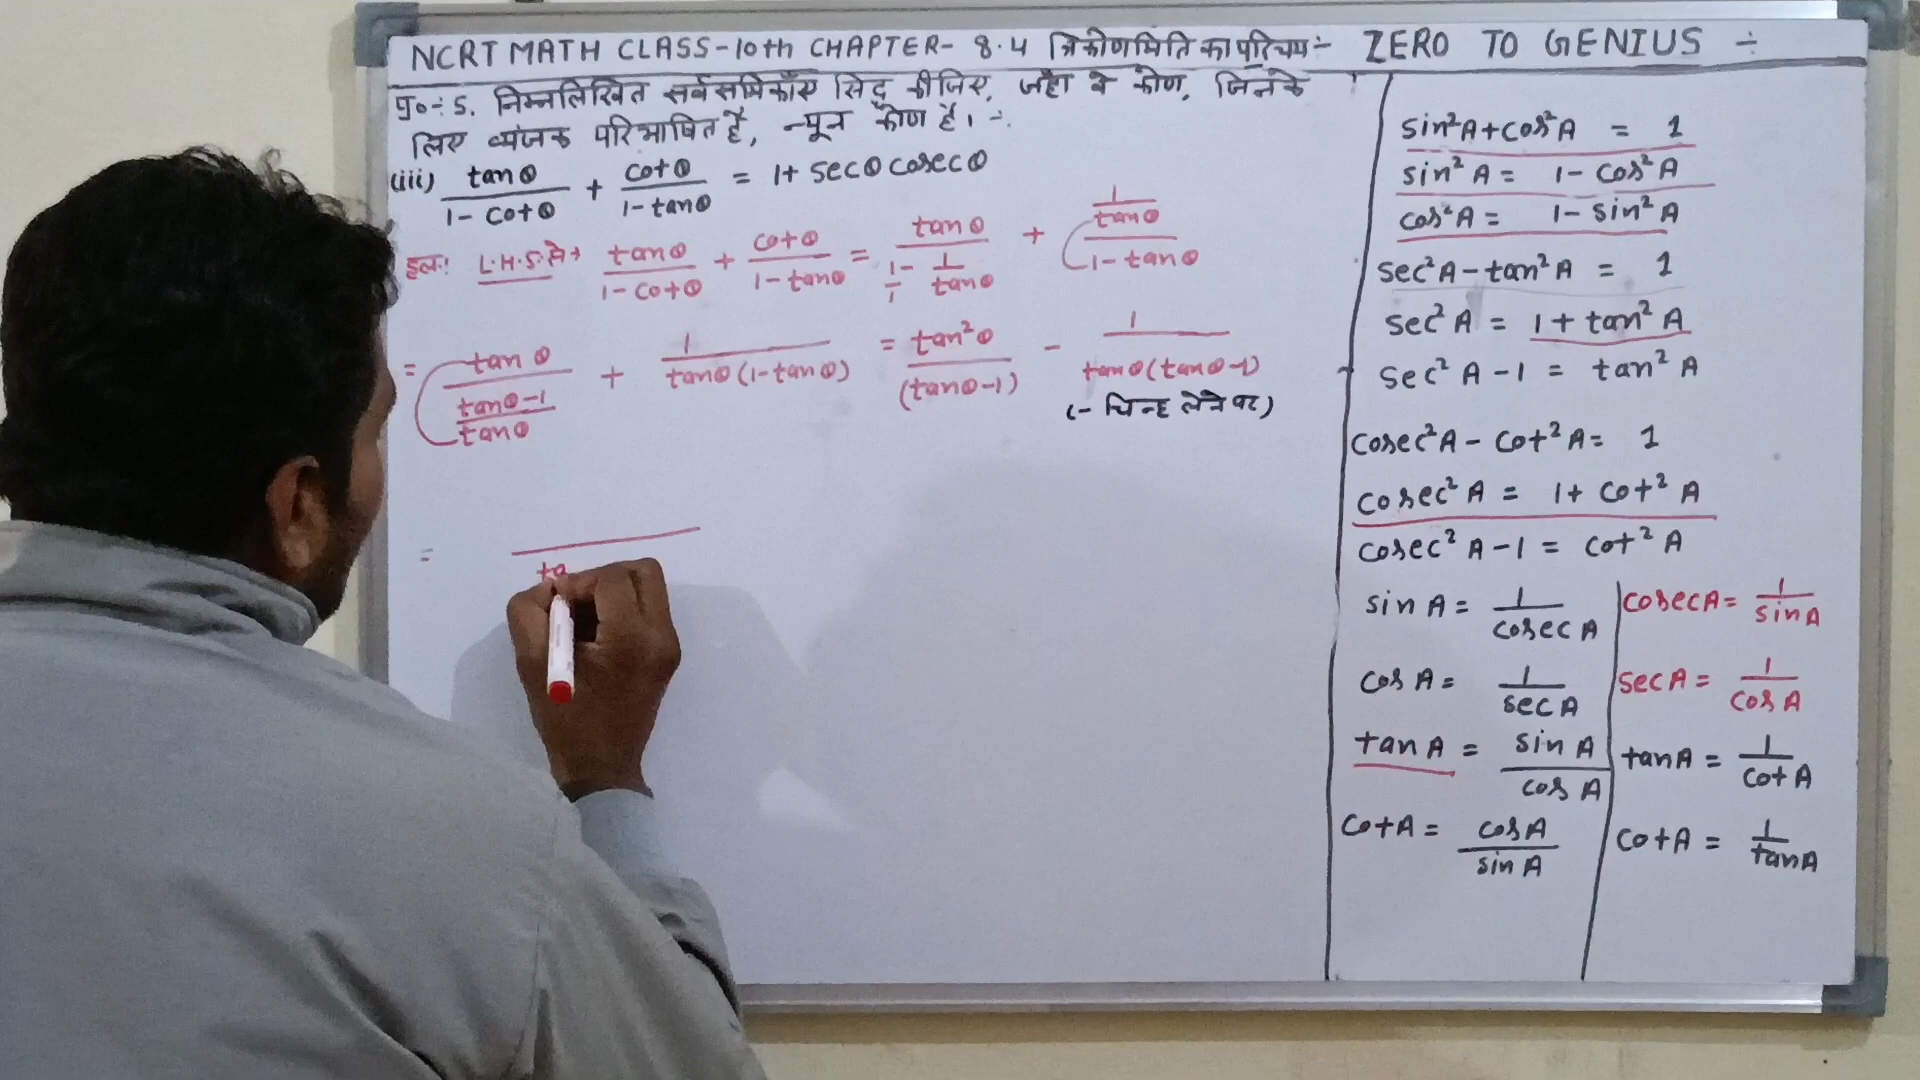 NCRT MATH CLASS-10th CHAPTER- 8.4 त्रिकोणमिति का परिचय:- ZERO TO GENIUS ÷
प्र०-: 5. निम्नलिखित सर्वसमिकाँए सिद्ध कीजिए, जहाँ वे कोण, जिनके
लिए व्यंजक परिभाषित है, न्यून कोण है। -:
(iii) tanθ/(1-cotθ) + cotθ/(1-tanθ) = 1+secθ cosecθ
हल:! L.H.S.से→ tanθ/(1-cotθ) + cotθ/(1-tanθ) = tanθ/(1/1 - 1/tanθ) + (1/tanθ)/(1-tanθ)
= tanθ/((tanθ-1)/tanθ) + 1/(tanθ(1-tanθ)) = tan²θ/(tanθ-1) - 1/(tanθ(tanθ-1))
(- चिन्ह लेने पर)
= ta
sin²A+cos²A = 1
sin²A = 1-cos²A
cos²A = 1-sin²A
sec²A-tan²A = 1
sec²A = 1+tan²A
sec²A-1 = tan²A
cosec²A-cot²A= 1
cosec²A = 1+cot²A
cosec²A-1 = cot²A
sinA = 1/cosecA cosecA= 1/sinA
cosA = 1/secA secA = 1/cosA
tanA = sinA/cosA tanA = 1/cotA
cotA = cosA/sinA cotA = 1/tanA